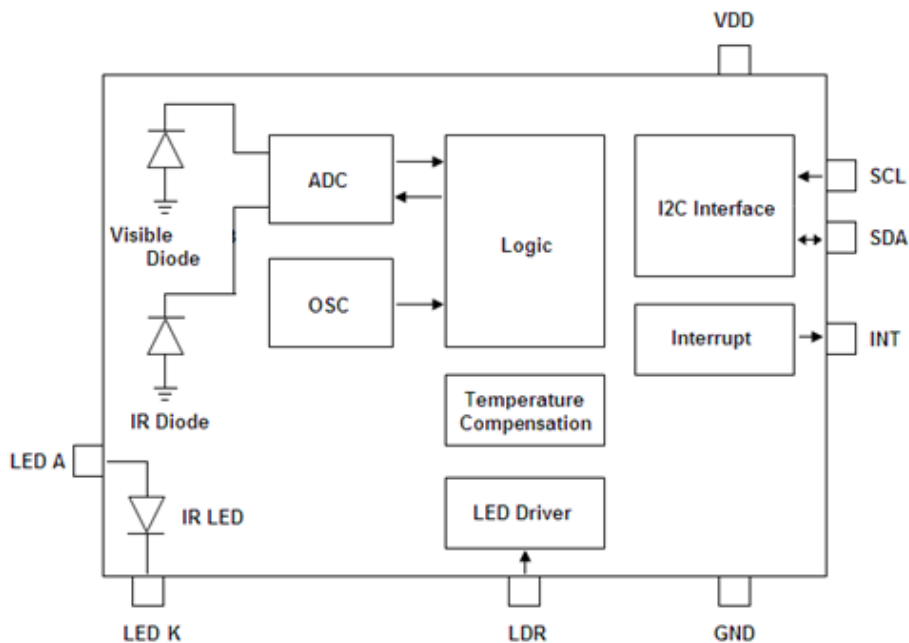 VDD
ADC
Logic
I2C Interface
SCL
SDA
Visible
Diode
OSC
Interrupt
INT
IR Diode
Temperature
Compensation
LED A
IR LED
LED Driver
LED K
LDR
GND